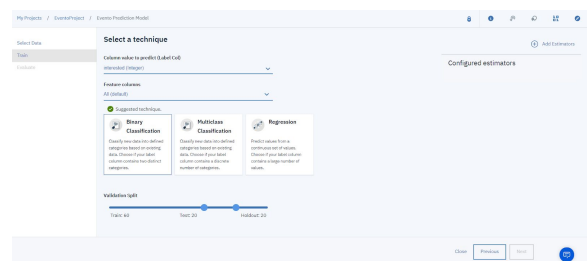 My Projects / EventsProject / Events Prediction Model
Select Data
Train
Evaluate
Select a technique
Add Estimators
Configured estimators
Column value to predict (Label Col)
interested (Integer)
Feature columns
All (default)
Suggested technique.
Binary
Classification
Classify new data into defined
categories based on existing
data. Choose if your label
column contains two distinct
categories.
Multiclass
Classification
Classify new data into defined
categories based on existing
data. Choose if your label
column contains a discrete
number of categories.
Regression
Predict values from a
continuous set of values.
Choose if your label column
contains a large number of
values.
Validation Split
Train: 60 Test: 20 Holdout: 20
Close Previous Next